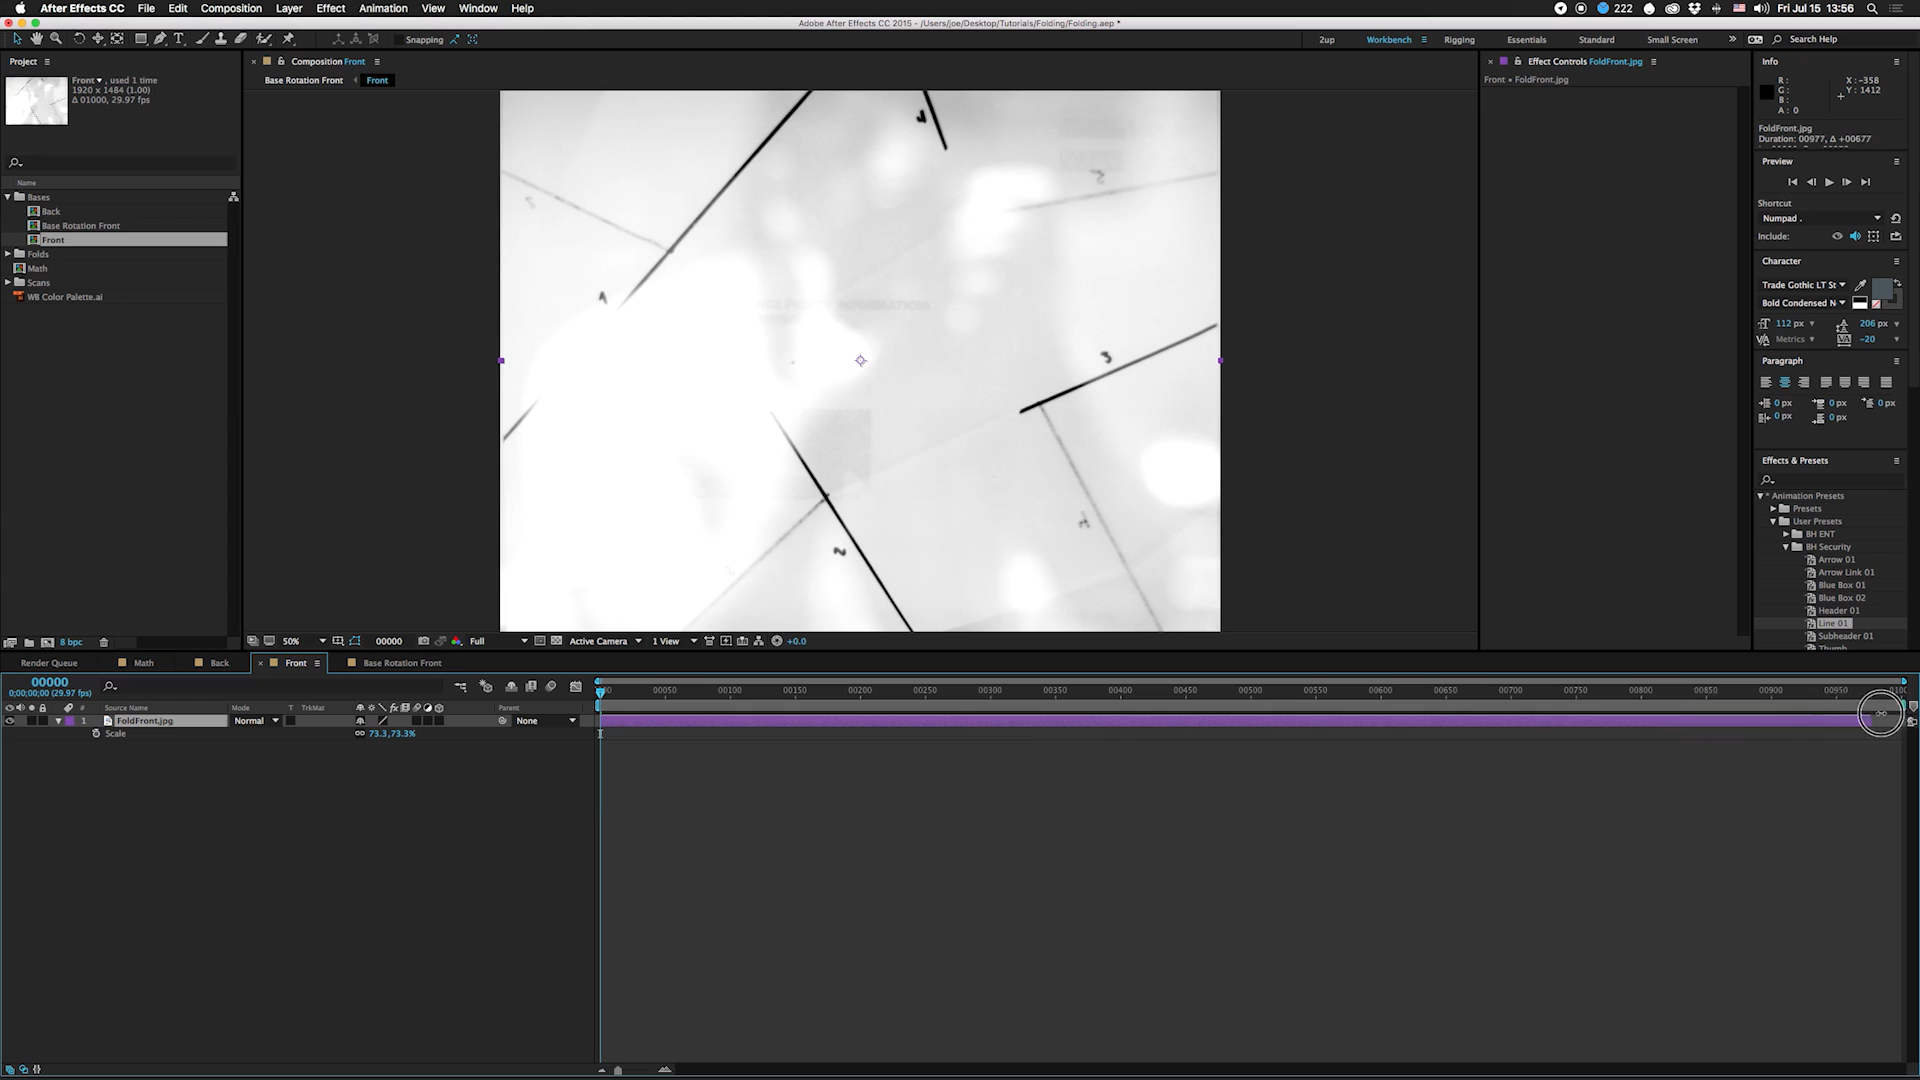 After Effects CC File Edit Composition Layer Effect Animation View Window Help 222 Fri Jul 15 13:56
Adobe After Effects CC 2015 - /Users/joe/Desktop/Tutorials/Folding/Folding.aep *
Snapping 2up Workbench Rigging Essentials Standard Small Screen Search Help
Project
Front , used 1 time
1920 x 1484 (1.00)
Δ 01000, 29.97 fps
Name
Bases
Back
Base Rotation Front
Front
Folds
Math
Scans
WB Color Palette.ai
8 bpc
Composition Front
Base Rotation Front Front
1
2
3
50% 00000 Full Active Camera 1 View +0.0
Effect Controls FoldFront.jpg
Front • FoldFront.jpg
Info
R :
G :
B :
A : 0
X : -358
Y : 1412
FoldFront.jpg
Duration: 00977, Δ +00677
Preview
Shortcut
Numpad .
Include:
Character
Trade Gothic LT St
Bold Condensed N
112 px 206 px
Metrics -20
Paragraph
0 px 0 px 0 px
0 px 0 px
Effects & Presets
* Animation Presets
Presets
User Presets
BH ENT
BH Security
Arrow 01
Arrow Link 01
Blue Box 01
Blue Box 02
Header 01
Line 01
Subheader 01
Thumb
Render Queue Math Back Front Base Rotation Front
00000
0;00;00;00 (29.97 fps)
00050 00100 00150 00200 00250 00300 00350 00400 00450 00500 00550 00600 00650 00700 00750 00800 00850 00900 00950
# Source Name Mode T TrkMat Parent
1 FoldFront.jpg Normal None
Scale 73.3,73.3%